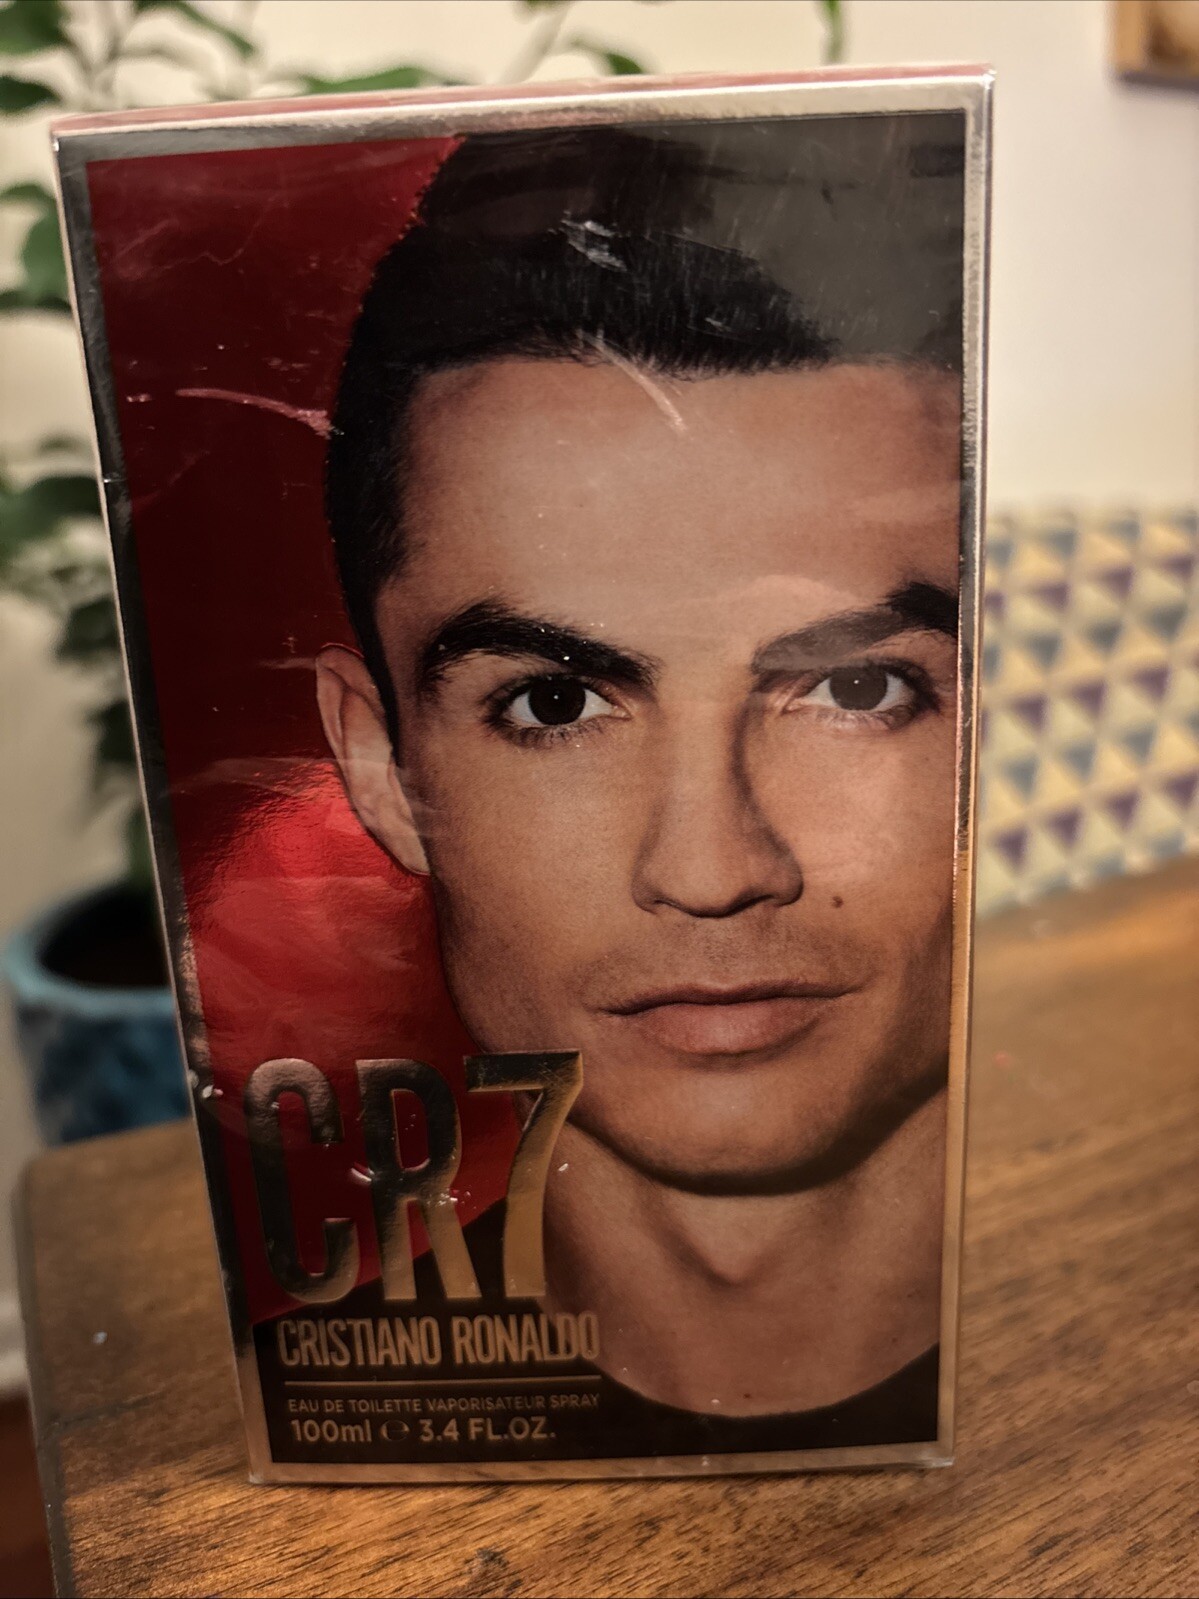 CR7
CRISTIANO RONALDO
EAU DE TOILETTE VAPORISATEUR SPRAY
100ml ℮ 3.4 FL.OZ.